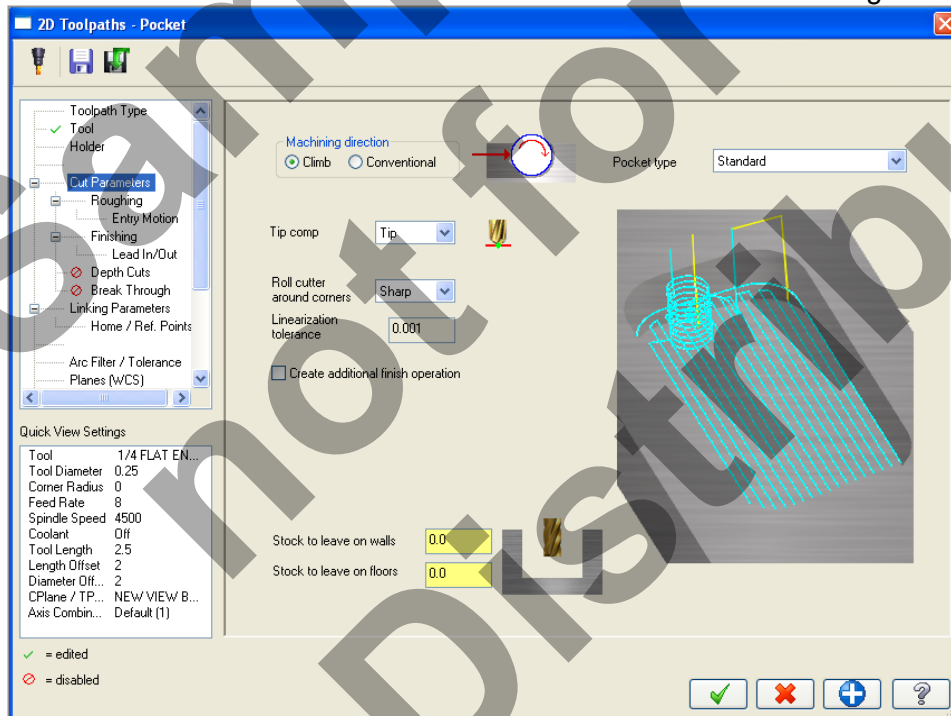 2D Toolpaths - Pocket
Toolpath Type
Tool
Holder
Cut Parameters
Roughing
Entry Motion
Finishing
Lead In/Out
Depth Cuts
Break Through
Linking Parameters
Home / Ref. Points
Arc Filter / Tolerance
Planes (WCS)
Quick View Settings
Tool 1/4 FLAT EN...
Tool Diameter 0.25
Corner Radius 0
Feed Rate 8
Spindle Speed 4500
Coolant Off
Tool Length 2.5
Length Offset 2
Diameter Off... 2
CPlane / TP... NEW VIEW B...
Axis Combin... Default (1)
= edited
= disabled
Machining direction
Climb Conventional
Pocket type Standard
Tip comp Tip
Roll cutter
around corners Sharp
Linearization
tolerance 0.001
Create additional finish operation
Stock to leave on walls 0.0
Stock to leave on floors 0.0
not for